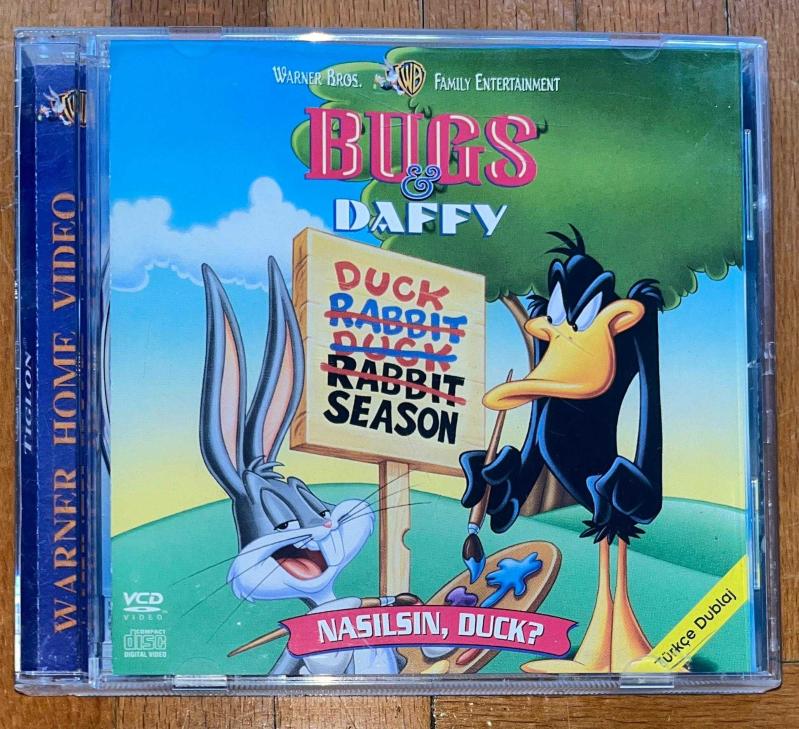 WARNER BROS. WB FAMILY ENTERTAINMENT
BUGS
&
DAFFY
DUCK
RABBIT
DUCK
RABBIT
SEASON
NASILSIN, DUCK?
Türkçe Dublaj
VCD
VIDEO
COMPACT
disc
DIGITAL VIDEO
WARNER HOME VIDEO
TIGLON